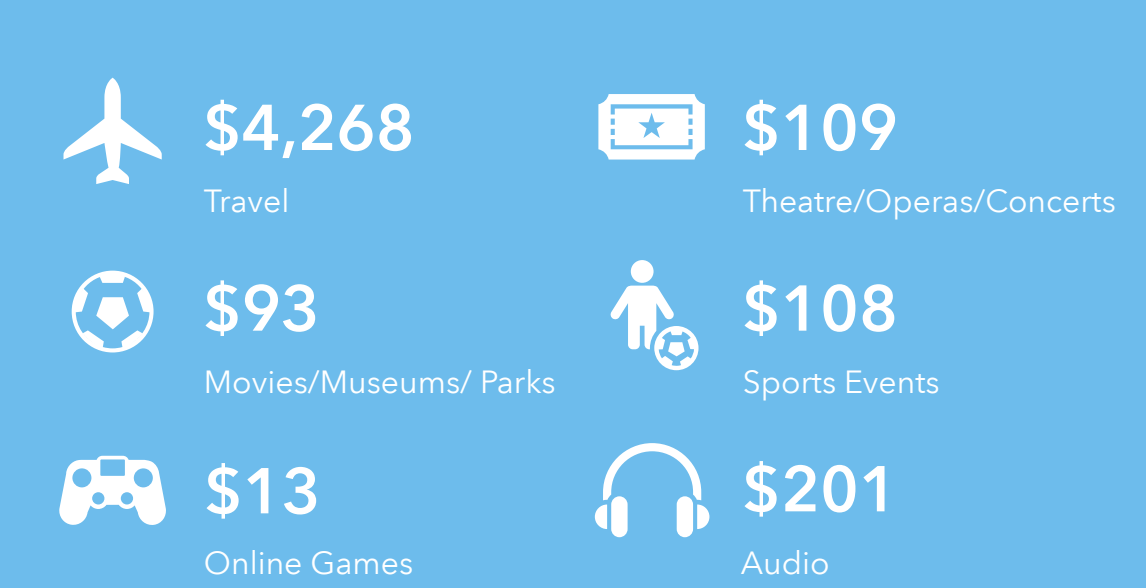 $4,268
Travel
$109
Theatre/Operas/Concerts
$93
Movies/Museums/ Parks
$108
Sports Events
$13
Online Games
$201
Audio